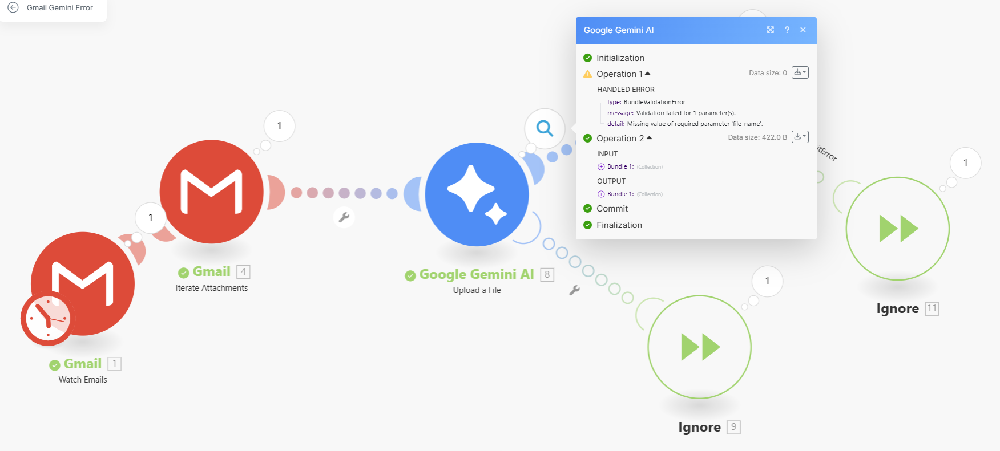 Gmail Gemini Error
Google Gemini AI
?
Initialization
Operation 1
Data size: 0
HANDLED ERROR
type: BundleValidationError
message: Validation failed for 1 parameter(s).
detail: Missing value of required parameter 'file_name'.
Operation 2
Data size: 422.0 B
INPUT
Bundle 1: (Collection)
OUTPUT
Bundle 1: (Collection)
Commit
Finalization
1
1
1
1
itError
Gmail 4
Iterate Attachments
Google Gemini AI 8
Upload a File
Ignore 11
Gmail 1
Watch Emails
Ignore 9